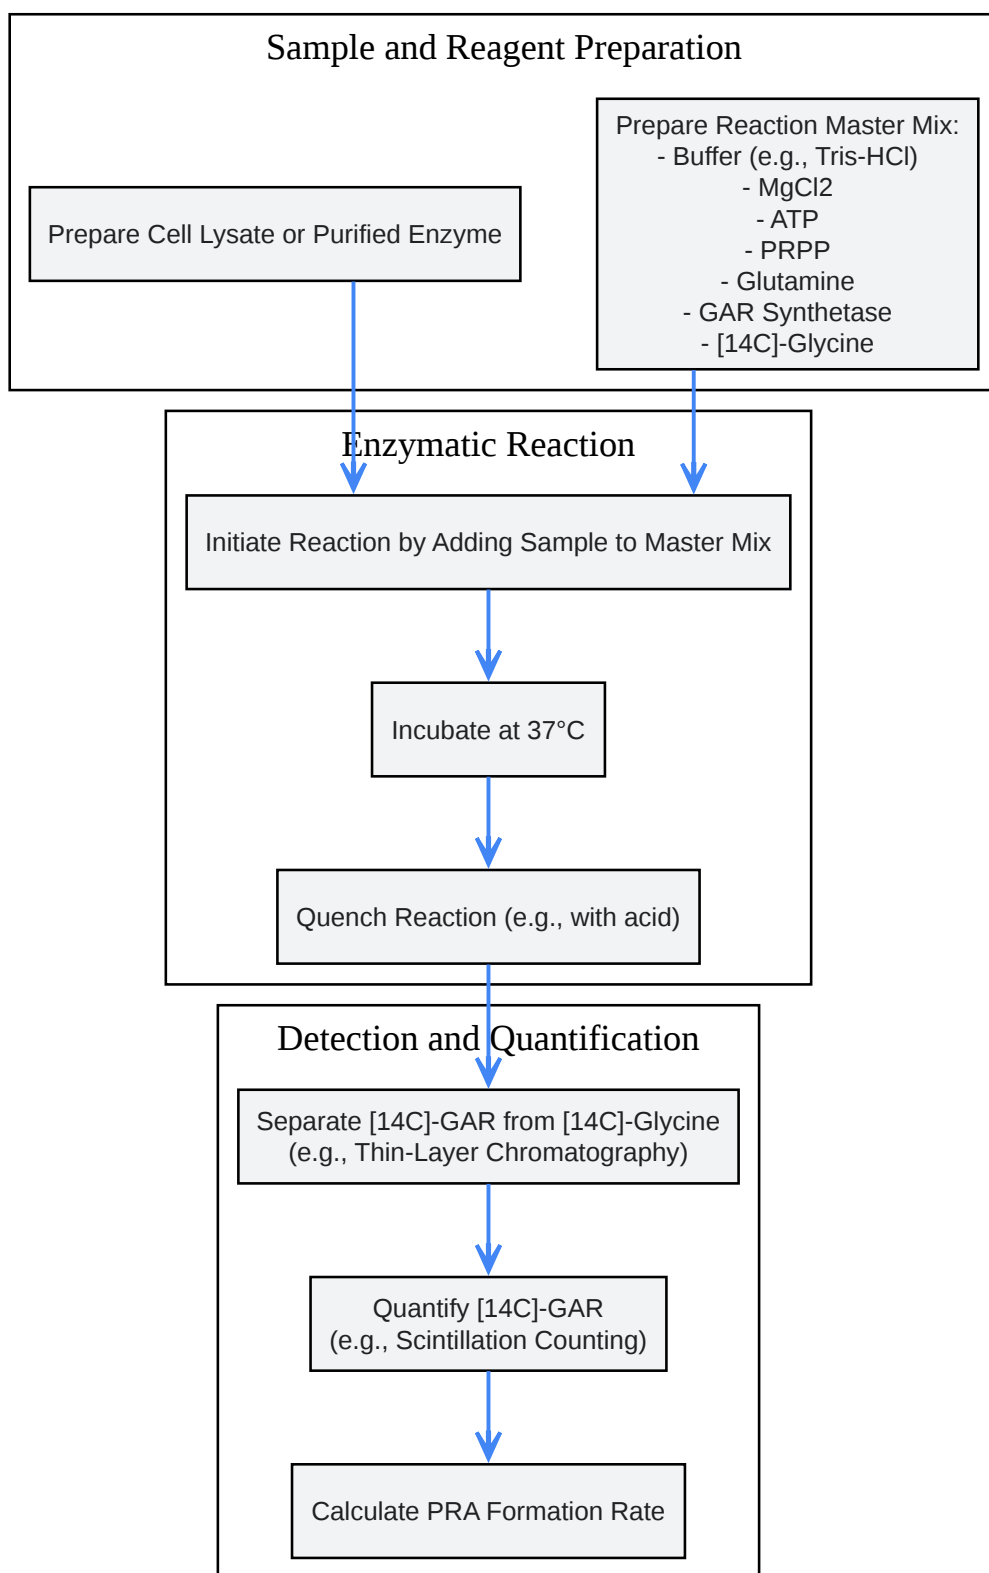 Sample and Reagent Preparation
Prepare Cell Lysate or Purified Enzyme
Prepare Reaction Master Mix:
- Buffer (e.g., Tris-HCl)
- MgCl2
- ATP
- PRPP
- Glutamine
- GAR Synthetase
- [14C]-Glycine
Enzymatic Reaction
Initiate Reaction by Adding Sample to Master Mix
Incubate at 37°C
Quench Reaction (e.g., with acid)
Detection and Quantification
Separate [14C]-GAR from [14C]-Glycine
(e.g., Thin-Layer Chromatography)
Quantify [14C]-GAR
(e.g., Scintillation Counting)
Calculate PRA Formation Rate